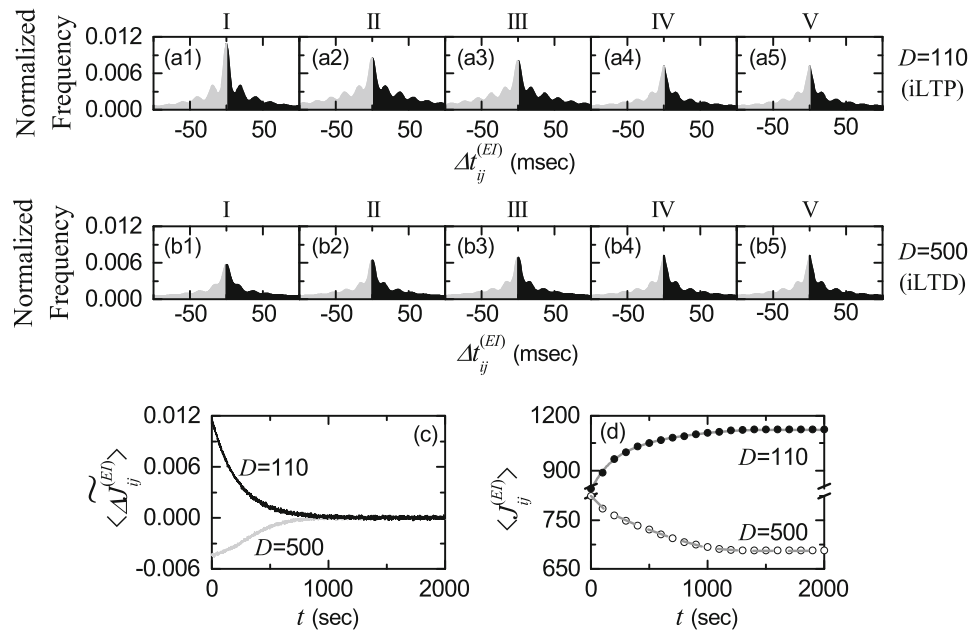 I II III IV V
Normalized Frequency
0.012 (a1) (a2) (a3) (a4) (a5) D=110
0.006 (iLTP)
0.000
-50 50 -50 50 -50 50 -50 50 -50 50
Δt_ij^(EI) (msec)
I II III IV V
Normalized Frequency
0.012 (b1) (b2) (b3) (b4) (b5) D=500
0.006 (iLTD)
0.000
-50 50 -50 50 -50 50 -50 50 -50 50
Δt_ij^(EI) (msec)
<ΔJ̃_ij^(EI)>
0.012 (c)
0.006 D=110
0.000
D=500
-0.006
0 1000 2000
t (sec)
<J_ij^(EI)>
1200 (d)
D=110
900
750
D=500
650
0 1000 2000
t (sec)